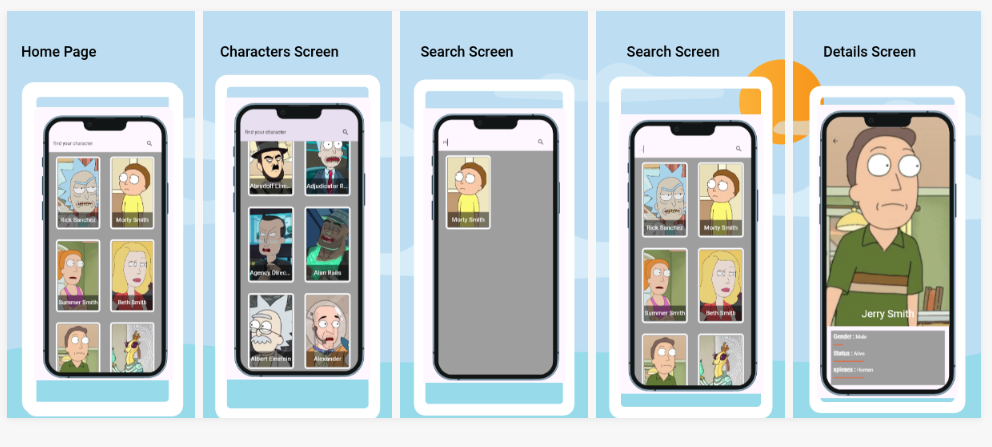 Home Page
find your character
Rick Sanchez
Morty Smith
Summer Smith
Beth Smith
Characters Screen
find your character
Abradolf Linc...
Adjudicator R...
Agency Direc...
Alan Rails
Albert Einstein
Alexander
Search Screen
Morty Smith
Search Screen
Rick Sanchez
Morty Smith
Summer Smith
Beth Smith
Details Screen
Jerry Smith
Gender : Male
Status : Alive
spieses : Human